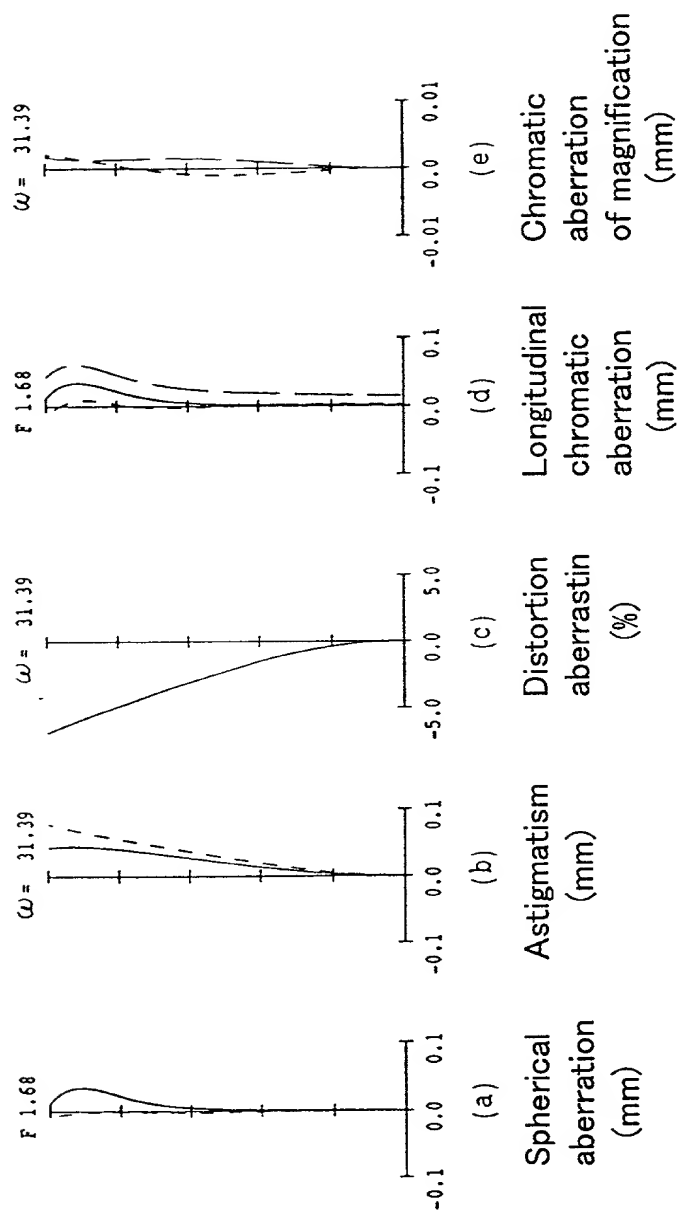 F 1.68
-0.1 0.0 0.1
(a)
Spherical
aberration
(mm)
ω= 31.39
-0.1 0.0 0.1
(b)
Astigmatism
(mm)
ω= 31.39
-5.0 0.0 5.0
(c)
Distortion
aberrastin
(%)
F 1.68
-0.1 0.0 0.1
(d)
Longitudinal
chromatic
aberration
(mm)
ω= 31.39
-0.01 0.0 0.01
(e)
Chromatic
aberration
of magnification
(mm)